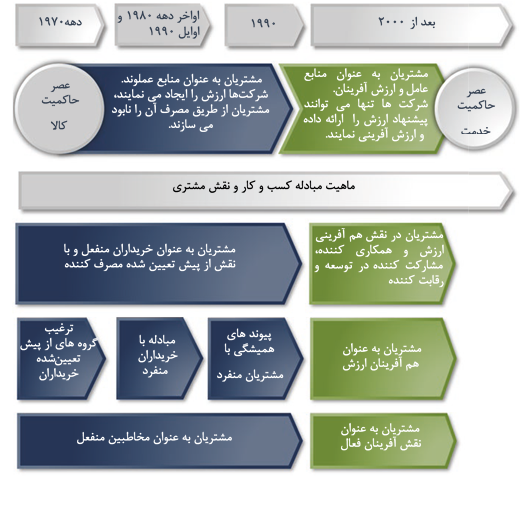 دهه۱۹۷۰
اواخر دهه ۱۹۸۰ و
اوایل ۱۹۹۰
۱۹۹۰
بعد از ۲۰۰۰
عصر
حاکمیت
کالا
مشتریان به عنوان منابع عملوند.
شرکت‌ها ارزش را ایجاد می نمایند،
مشتریان از طریق مصرف آن را نابود
می سازند.
مشتریان به عنوان منابع
عامل و ارزش آفرینان.
شرکت ها تنها می توانند
پیشنهاد ارزش را ارائه داده
و ارزش آفرینی نمایند.
عصر
حاکمیت
خدمت
ماهیت مبادله کسب و کار و نقش مشتری
مشتریان به عنوان خریداران منفعل و با
نقش از پیش تعیین شده مصرف کننده
مشتریان در نقش هم آفرینی
ارزش و همکاری کننده،
مشارکت کننده در توسعه و
رقابت کننده
ترغیب
گروه های از پیش
تعیین‌شده
خریداران
مبادله با
خریداران
منفرد
پیوند های
همیشگی با
مشتریان منفرد
مشتریان به عنوان
هم آفرینان ارزش
مشتریان به عنوان مخاطبین منفعل
مشتریان به عنوان
نقش آفرینان فعال